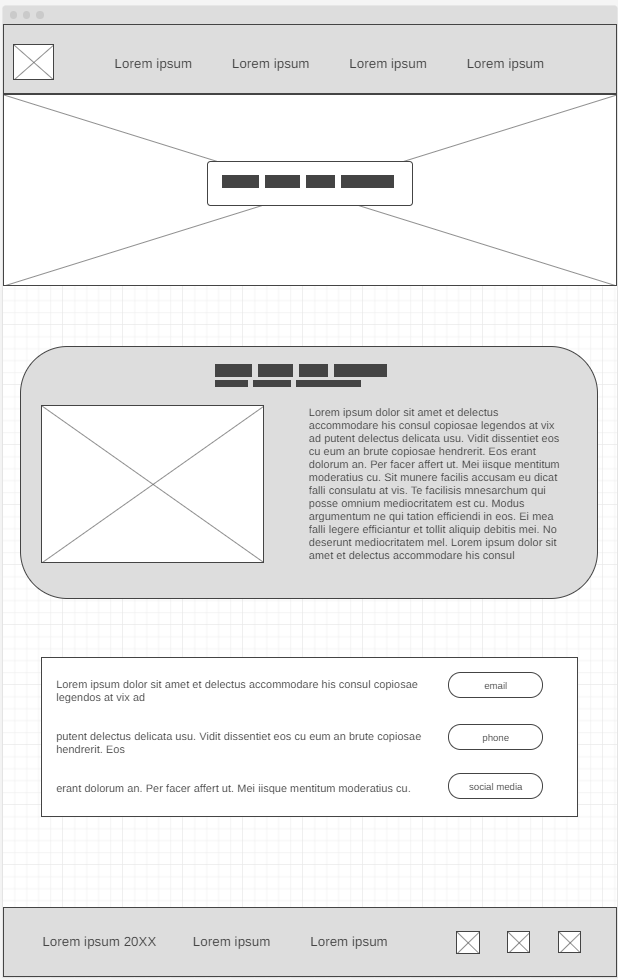 Lorem ipsum Lorem ipsum Lorem ipsum Lorem ipsum
Lorem ipsum dolor sit amet et delectus
accommodare his consul copiosae legendos at vix
ad putent delectus delicata usu. Vidit dissentiet eos
cu eum an brute copiosae hendrerit. Eos erant
dolorum an. Per facer affert ut. Mei iisque mentitum
moderatius cu. Sit munere facilis accusam eu dicat
falli consulatu at vis. Te facilisis mnesarchum qui
posse omnium mediocritatem est cu. Modus
argumentum ne qui tation efficiendi in eos. Ei mea
falli legere efficiantur et tollit aliquip debitis mei. No
deserunt mediocritatem mel. Lorem ipsum dolor sit
amet et delectus accommodare his consul
Lorem ipsum dolor sit amet et delectus accommodare his consul copiosae
legendos at vix ad
email
putent delectus delicata usu. Vidit dissentiet eos cu eum an brute copiosae
hendrerit. Eos
phone
erant dolorum an. Per facer affert ut. Mei iisque mentitum moderatius cu.
social media
Lorem ipsum 20XX Lorem ipsum Lorem ipsum